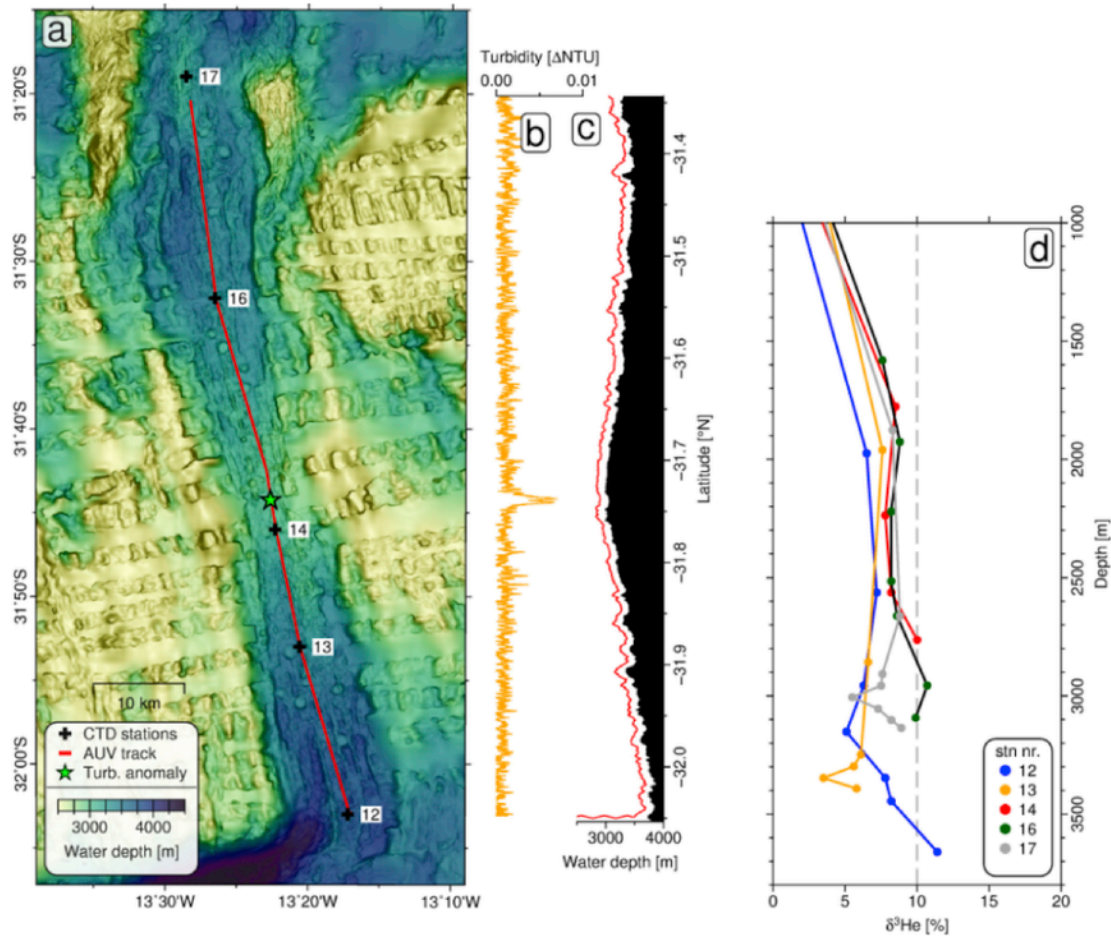 a
17
16
14
13
12
31°20'S
31°30'S
31°40'S
31°50'S
32°00'S
13°30'W
13°20'W
13°10'W
10 km
CTD stations
AUV track
Turb. anomaly
3000 4000
Water depth [m]
Turbidity [ΔNTU]
0.00 0.01
b
c
−31.4
−31.5
−31.6
−31.7
−31.8
−31.9
−32.0
Latitude [°N]
3000 4000
Water depth [m]
d
1000
1500
2000
2500
3000
3500
Depth [m]
stn nr.
12
13
14
16
17
0 5 10 15 20
δ³He [%]